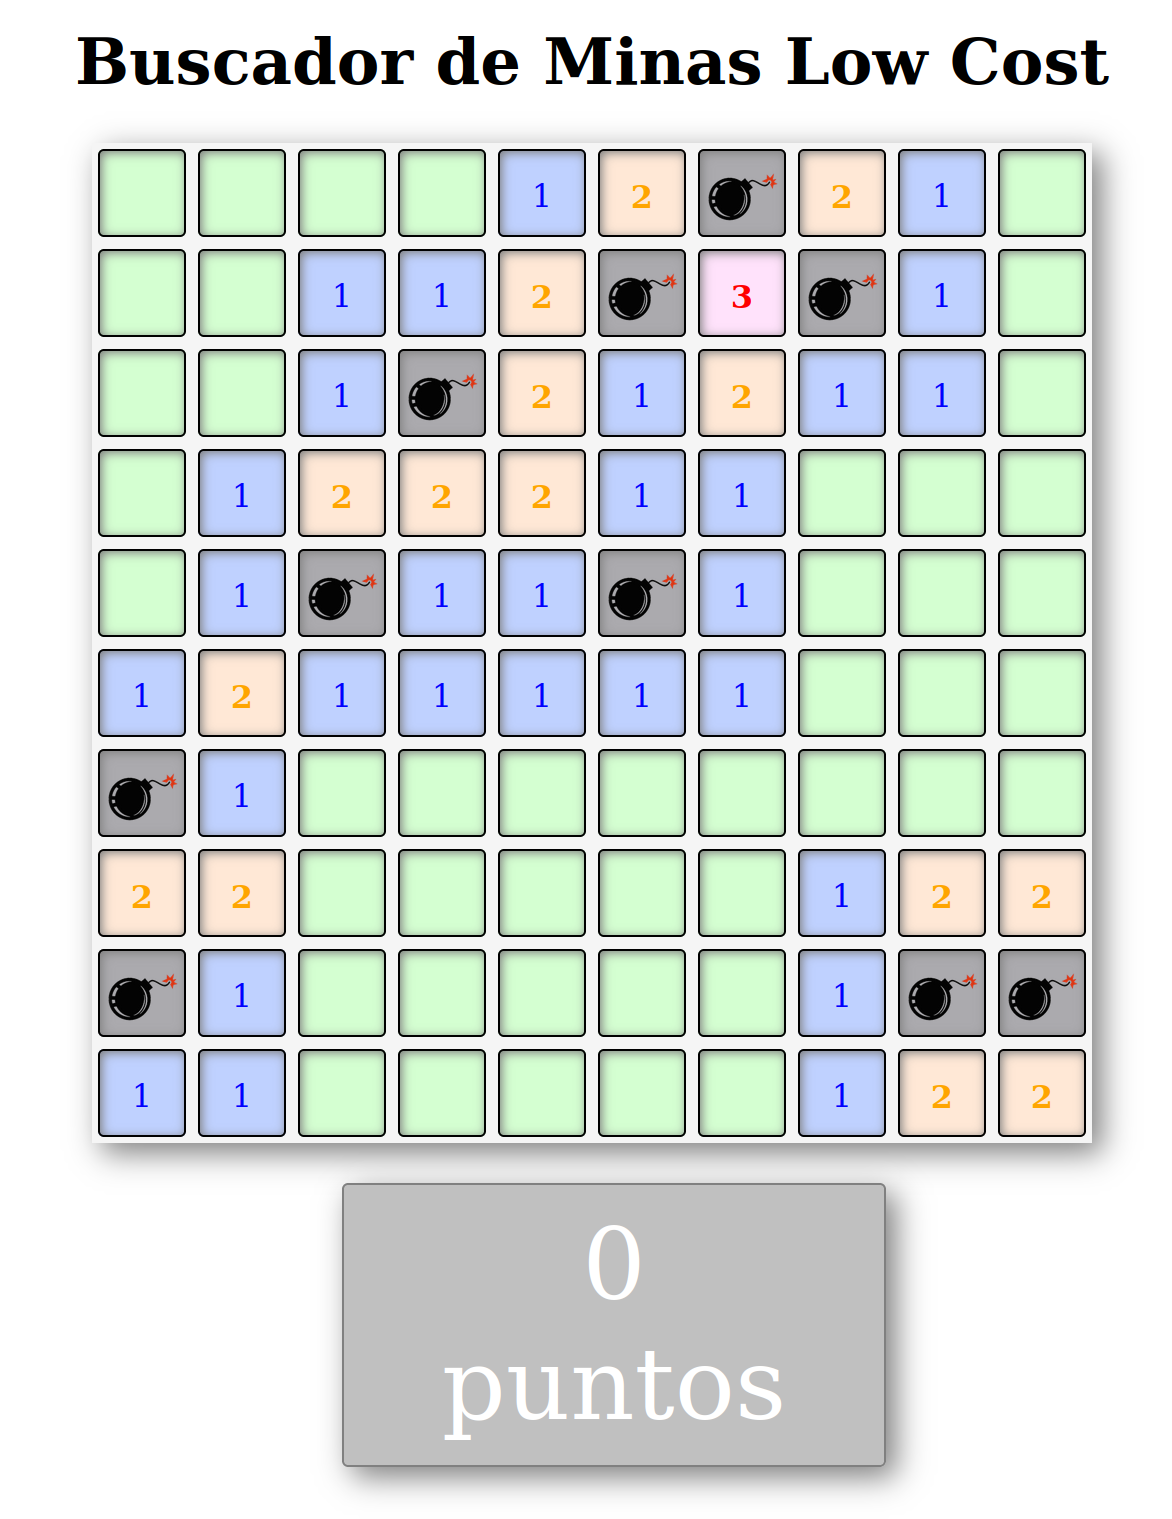 Buscador de Minas Low Cost
1 2 2 1
1 1 2 3 1
1 2 1 2 1 1
1 2 2 2 1 1
1 1 1 1
1 2 1 1 1 1 1
1
2 2 1 2 2
1 1
1 1 1 2 2
0
puntos